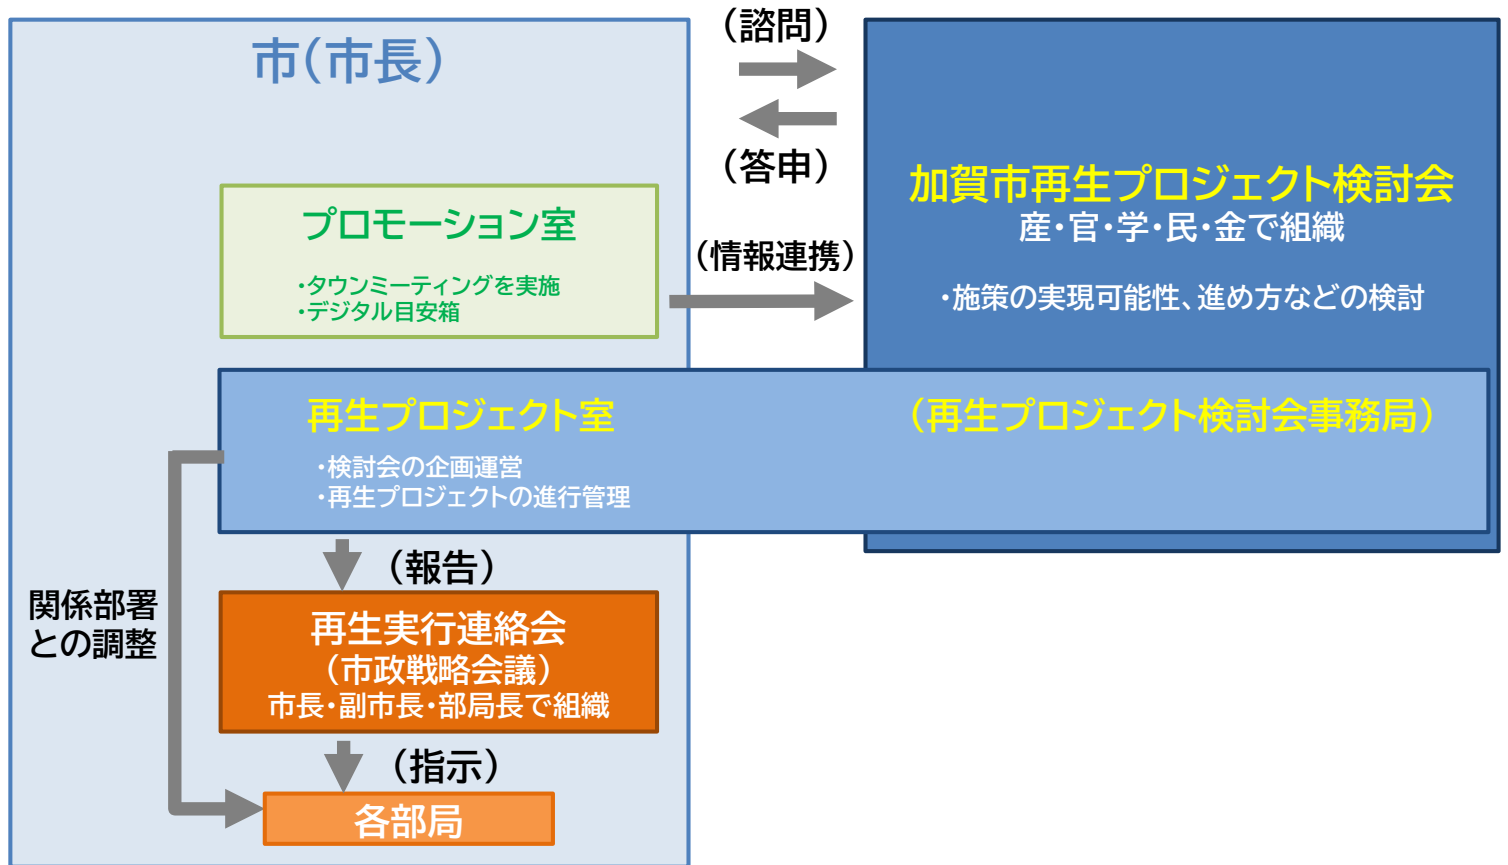 市(市長)
(諮問)
(答申)
プロモーション室
・タウンミーティングを実施
・デジタル目安箱
(情報連携)
加賀市再生プロジェクト検討会
産・官・学・民・金で組織
・施策の実現可能性、進め方などの検討
再生プロジェクト室
(再生プロジェクト検討会事務局)
・検討会の企画運営
・再生プロジェクトの進行管理
(報告)
関係部署
との調整
再生実行連絡会
(市政戦略会議)
市長・副市長・部局長で組織
(指示)
各部局